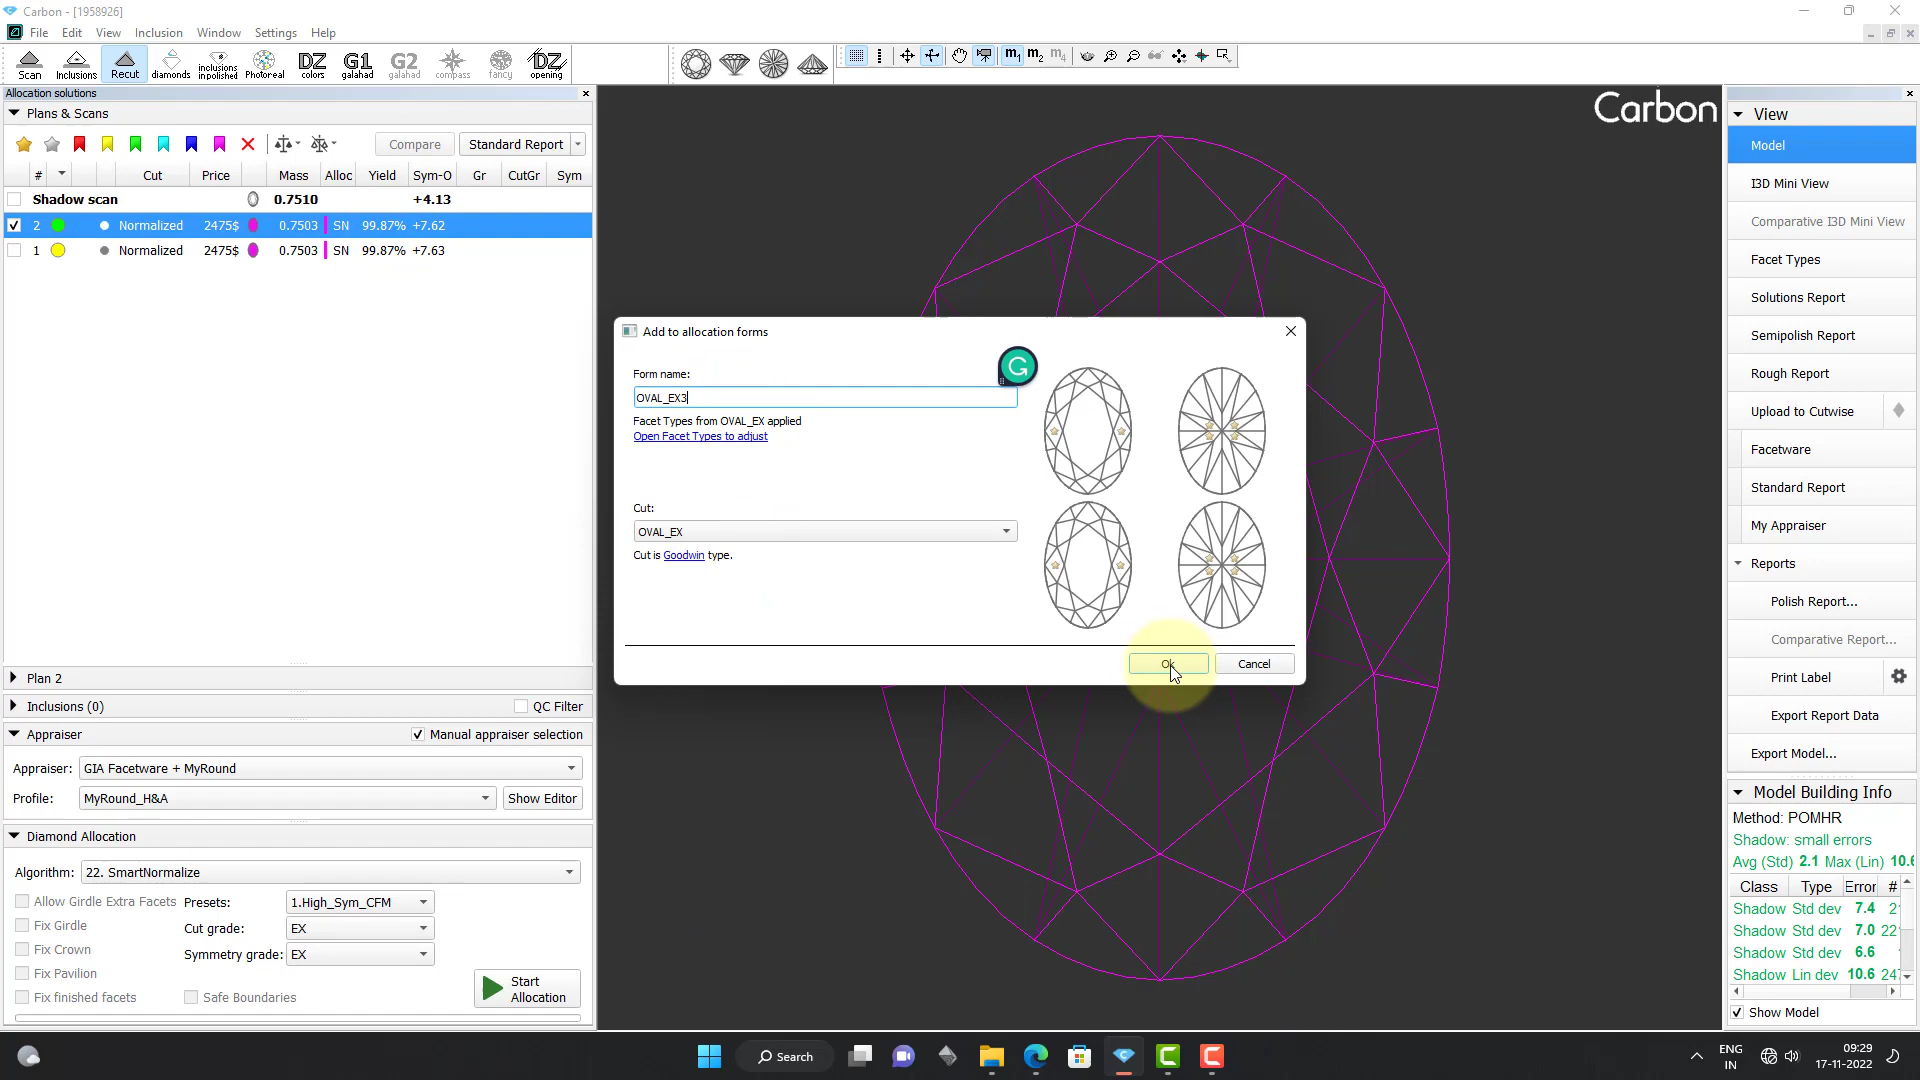 Carbon - [1958926]
File Edit View Inclusion Window Settings Help
Scan Inclusions Recut diamonds inclusions in polished Photoreal DZ colors G1 galahad G2 galahad compass fancy DZ opening m1 m2 m4
Allocation solutions
Plans & Scans
Compare Standard Report
# Cut Price Mass Alloc Yield Sym-O Gr CutGr Sym
Shadow scan 0.7510 +4.13
2 Normalized 2475$ 0.7503 SN 99.87% +7.62
1 Normalized 2475$ 0.7503 SN 99.87% +7.63
Plan 2
Inclusions (0) QC Filter
Appraiser Manual appraiser selection
Appraiser: GIA Facetware + MyRound
Profile: MyRound_H&A Show Editor
Diamond Allocation
Algorithm: 22. SmartNormalize
Allow Girdle Extra Facets Presets: 1.High_Sym_CFM
Fix Girdle Cut grade: EX
Fix Crown Symmetry grade: EX
Fix Pavilion
Fix finished facets Safe Boundaries
Start Allocation
Carbon
Add to allocation forms
Form name:
OVAL_EX3
Facet Types from OVAL_EX applied
Open Facet Types to adjust
Cut:
OVAL_EX
Cut is Goodwin type.
Ok Cancel
View
Model
I3D Mini View
Comparative I3D Mini View
Facet Types
Solutions Report
Semipolish Report
Rough Report
Upload to Cutwise
Facetware
Standard Report
My Appraiser
Reports
Polish Report...
Comparative Report...
Print Label
Export Report Data
Export Model...
Model Building Info
Method: POMHR
Shadow: small errors
Avg (Std) 2.1 Max (Lin) 10.6
Class Type Error #
Shadow Std dev 7.4
Shadow Std dev 7.0
Shadow Std dev 6.6
Shadow Lin dev 10.6
Show Model
Search
ENG
IN
09:29
17-11-2022